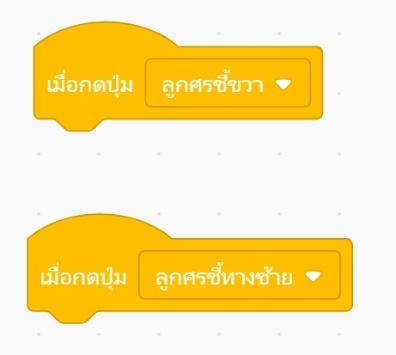 เมื่อกดปุ่ม ลูกศรชี้ขวา
เมื่อกดปุ่ม ลูกศรชี้ทางซ้าย